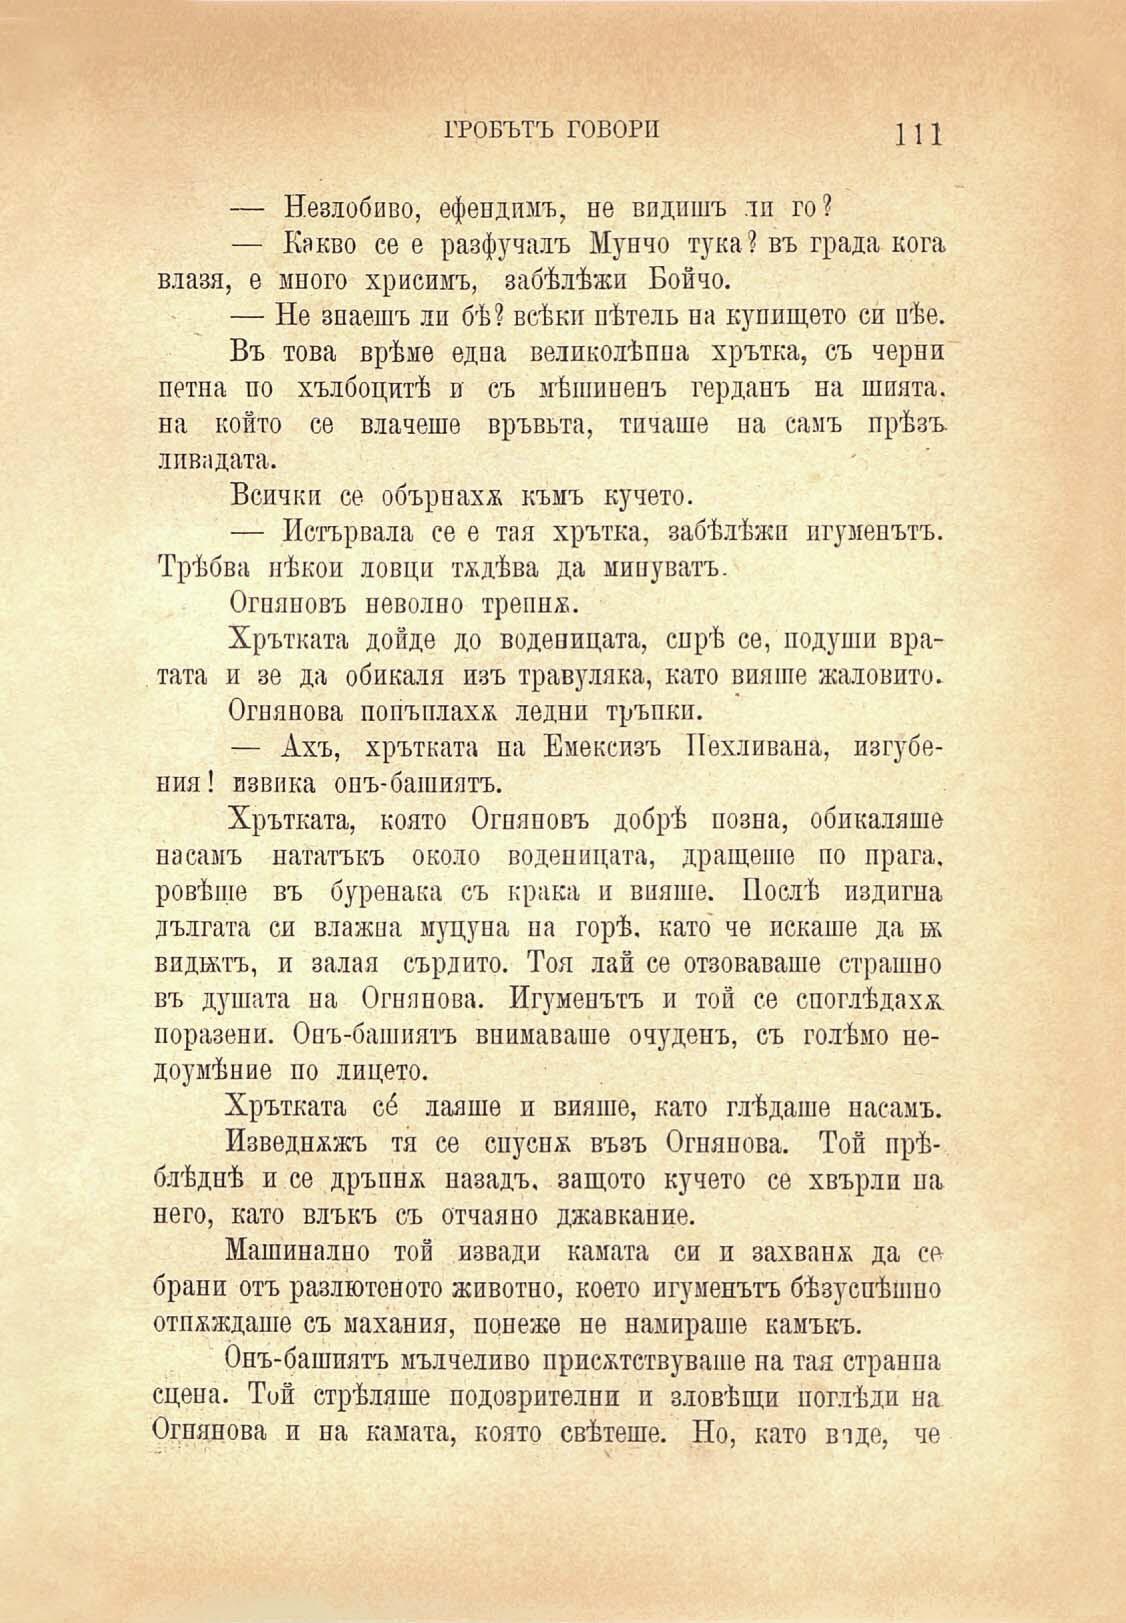 ГРОБЪТЪ ГОВОРИ 111
— Незлобиво, ефендимъ, не видишъ ли го?
— Какво се е разфучалъ Мунчо тука? въ града кога
влазя, е много хрисимъ, забѣлѣжи Бойчо.
— Не знаешъ ли бѣ? всѣки пѣтель на купището си пѣе.
Въ това врѣме една великолѣпна хрътка, съ черни
петна по хълбоцитѣ и съ мѣшиненъ герданъ на шията,
на който се влачеше връвьта, тичаше на самъ прѣзъ
ливадата.
Всички се обърнахѫ към​ъ кучето.
— Истървала се е тая хрътка, забѣлѣжи игуменътъ.
Трѣбва нѣкои ловци тѫдѣва да минуватъ.
Огняновъ неволно трепнѫ.
Хрътката дойде до воденицата, спрѣ се, подуши вра-
тата и зе да обикаля изъ травуляка, като вияше жаловито.
Огнянова попъплахѫ ледни тръпки.
— Ахъ, хрътката на Емексизъ Пехливана, изгубе-
ния! извика онъ-башиятъ.
Хрътката, която Огняновъ добрѣ позна, обикаляше
насамъ нататъкъ около воденицата, дращеше по прага,
ровѣше въ буренака съ крака и вияше. Послѣ издигна
дългата си влажна муцуна на горѣ, като че искаше да ѭ
видѭтъ, и залая сърдито. Тоя лай се отзоваваше страшно
въ душата на Огнянова. Игуменътъ и той се споглѣдахѫ
поразени. Онъ-башиятъ внимаваше очуденъ, съ голѣмо не-
доумѣние по лицето.
Хрътката се́ лаяше и вияше, като глѣдаше насамъ.
Изведнѫжъ тя се спуснѫ възъ Огнянова. Той прѣ-
блѣднѣ и се дръпнѫ назадъ, защото кучето се хвърли на
него, като влъкъ съ отчаяно джавкание.
Машинално той извади камата си и захванѫ да се
брани отъ разлютеното животно, което игуменътъ бѣзуспѣшно
отпѫждаше съ махания, понеже не намираше камъкъ.
Онъ-башиятъ мълчеливо присѫтствуваше на тая странна
сцена. Той стрѣляше подозрителни и зловѣщи поглѣди на
Огнянова и на камата, която свѣтеше. Но, като виде, че